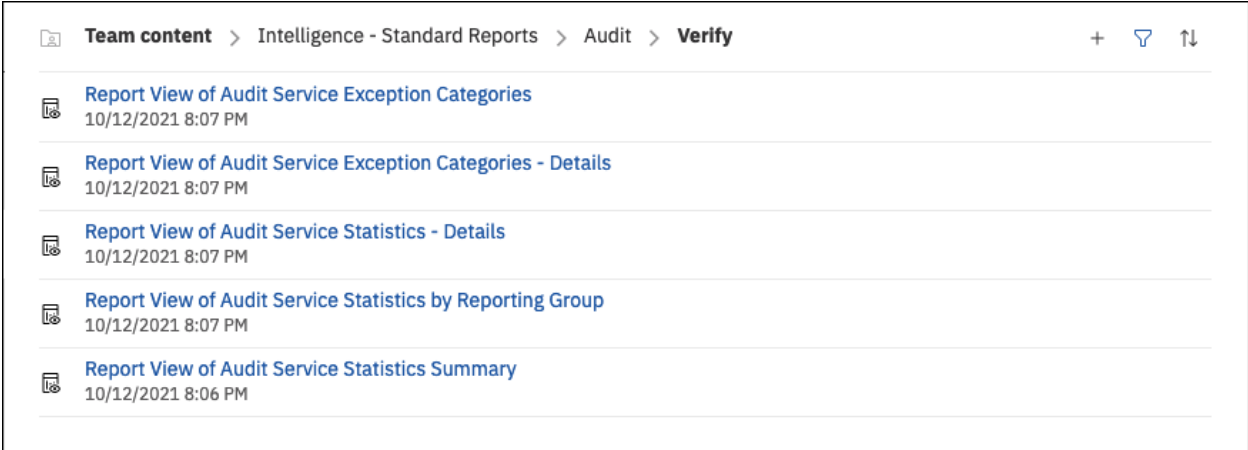 Team content > Intelligence - Standard Reports > Audit > Verify
Report View of Audit Service Exception Categories
10/12/2021 8:07 PM
Report View of Audit Service Exception Categories - Details
10/12/2021 8:07 PM
Report View of Audit Service Statistics - Details
10/12/2021 8:07 PM
Report View of Audit Service Statistics by Reporting Group
10/12/2021 8:07 PM
Report View of Audit Service Statistics Summary
10/12/2021 8:06 PM